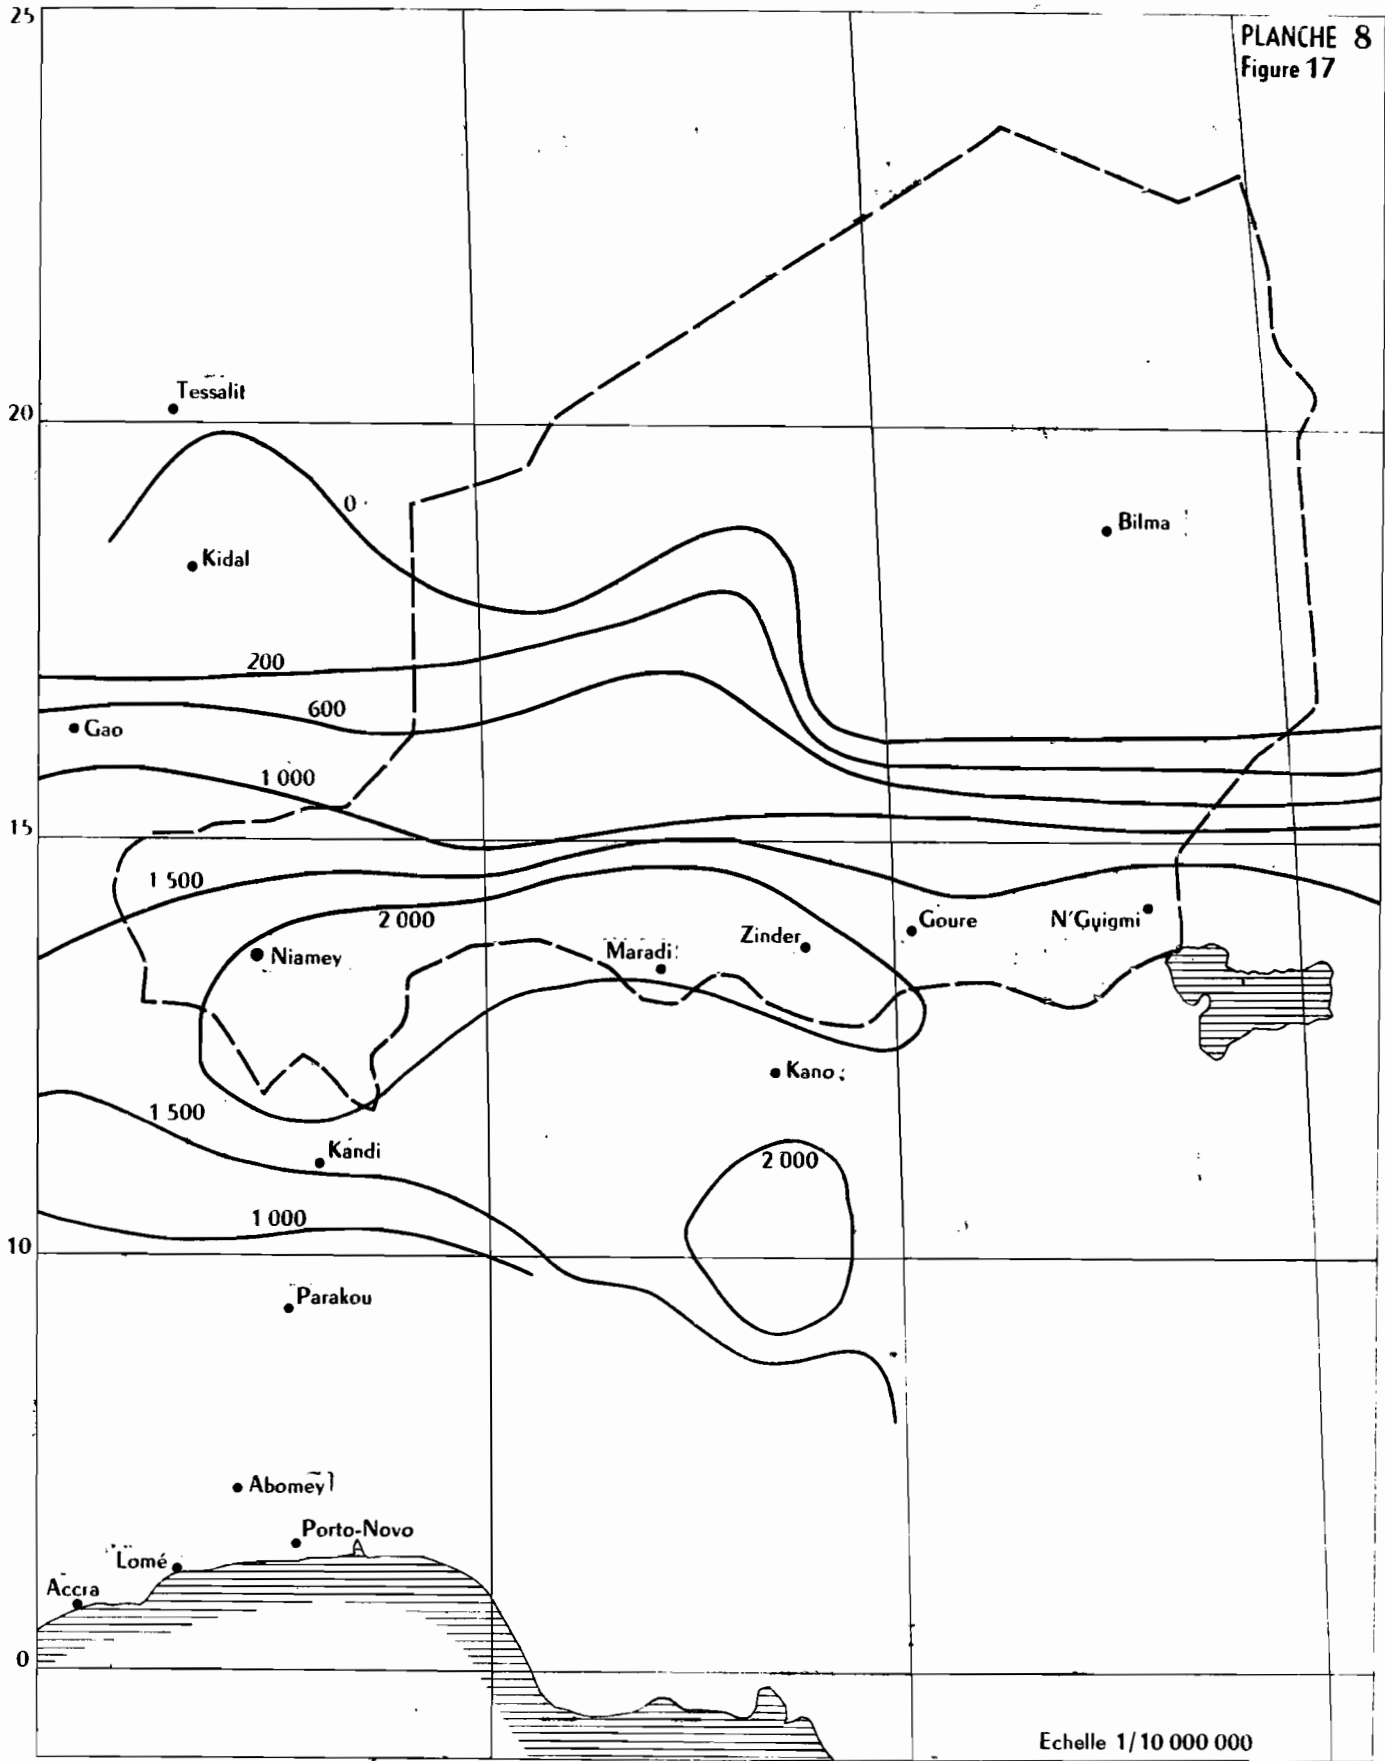 25
PLANCHE 8
Figure 17
Tessalit
20
0
Bilma
Kidal
200
600
Gao
1 000
15
1 500
2 000
Goure
N'Guigmi
Zinder
Maradi
Niamey
Kano
1 500
Kandi
2 000
1 000
10
Parakou
Abomey
Porto-Novo
Lomé
Accra
0
Echelle 1/10 000 000